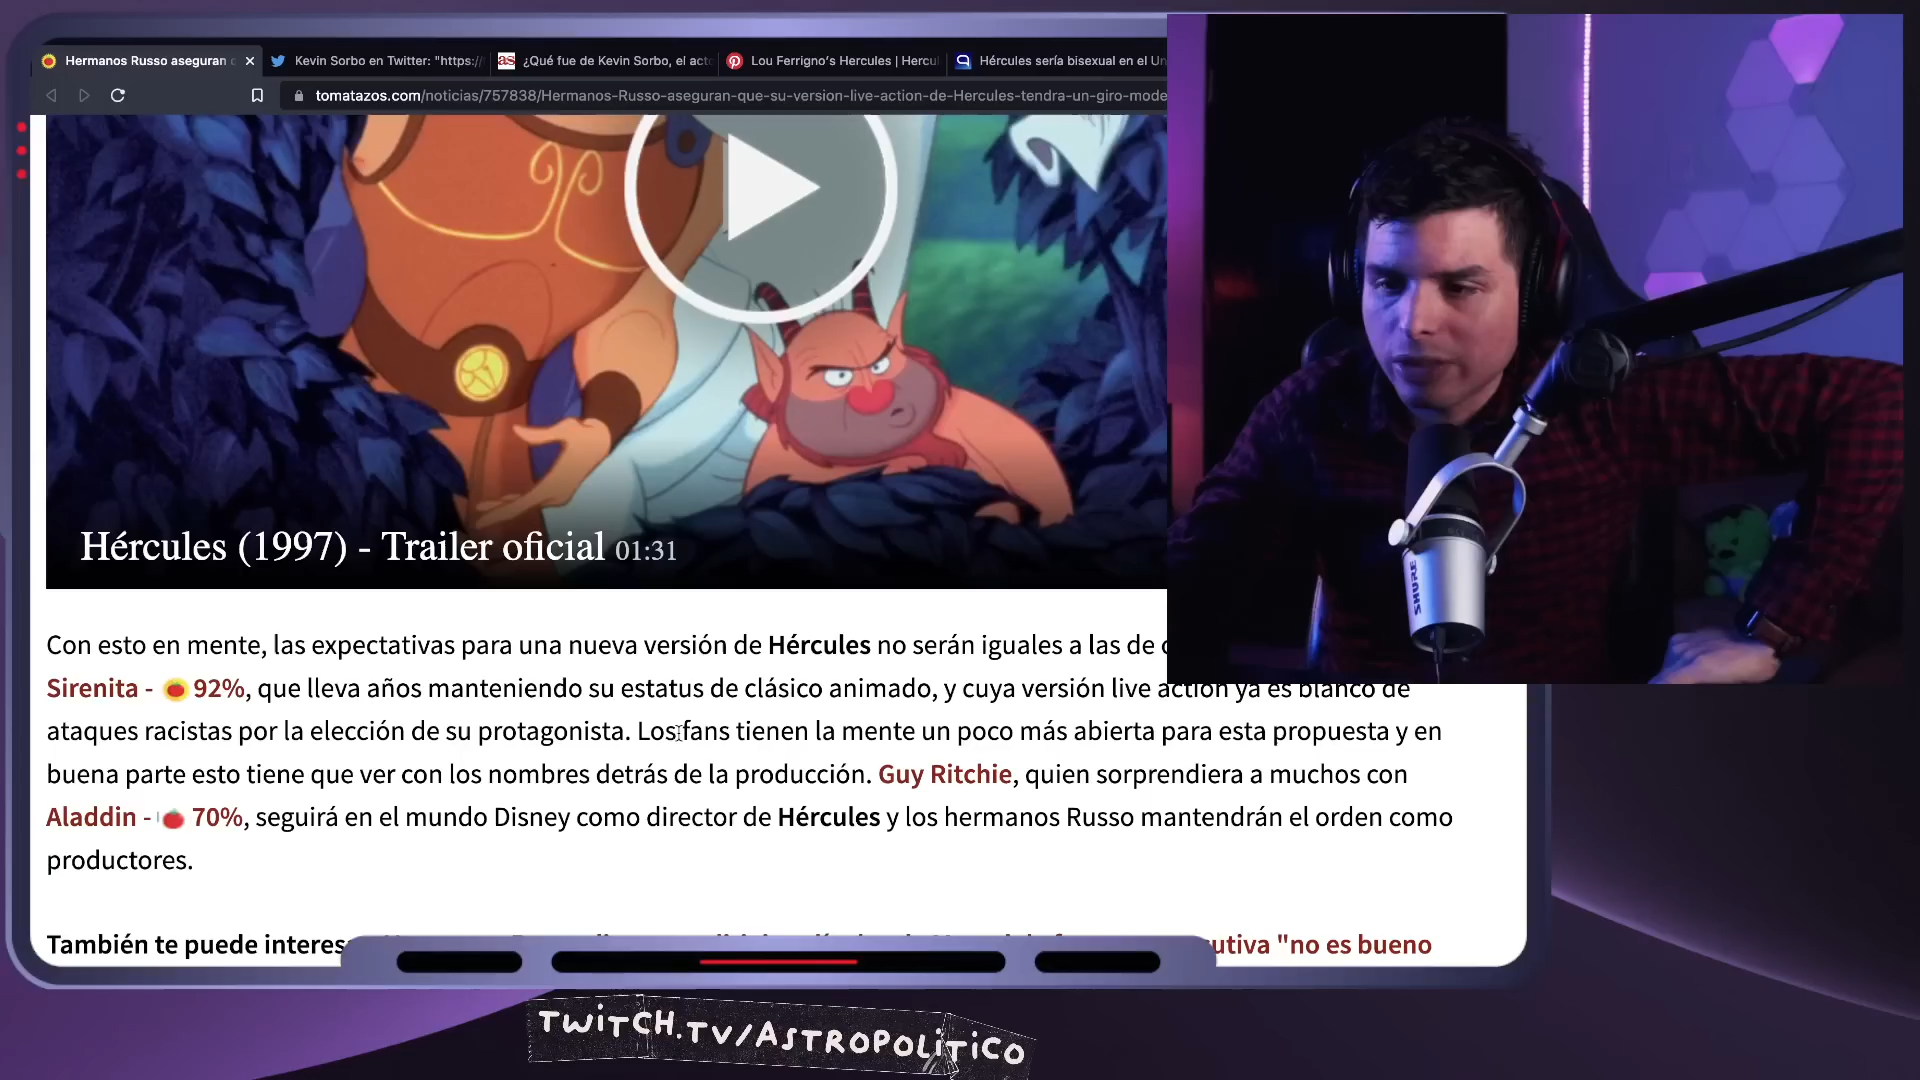 Hermanos Russo aseguran
Kevin Sorbo en Twitter: "https://
as
¿Qué fue de Kevin Sorbo, el act
Lou Ferrigno's Hercules | Hercu
Hércules sería bisexual en el Un
tomatazos.com/noticias/757838/Hermanos-Russo-aseguran-que-su-version-live-action-de-Hercules-tendra-un-giro-mode
Hércules (1997) - Trailer oficial 01:31
SHURE
Con esto en mente, las expectativas para una nueva versión de Hércules no serán iguales a las de
Sirenita - 92%, que lleva años manteniendo su estatus de clásico animado, y cuya versión live action ya es blanco de
ataques racistas por la elección de su protagonista. Los fans tienen la mente un poco más abierta para esta propuesta y en
buena parte esto tiene que ver con los nombres detrás de la producción. Guy Ritchie, quien sorprendiera a muchos con
Aladdin - 70%, seguirá en el mundo Disney como director de Hércules y los hermanos Russo mantendrán el orden como
productores.
También te puede interes
utiva "no es bueno
TWITCH.TV/ASTROPOLITICO